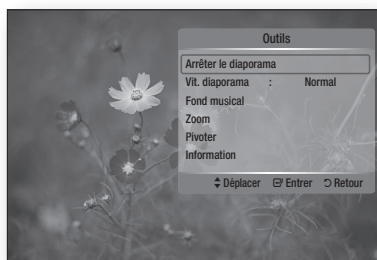 Outils
Arrêter le diaporama
Vit. diaporama : Normal
Fond musical
Zoom
Pivoter
Information
Déplacer Entrer Retour